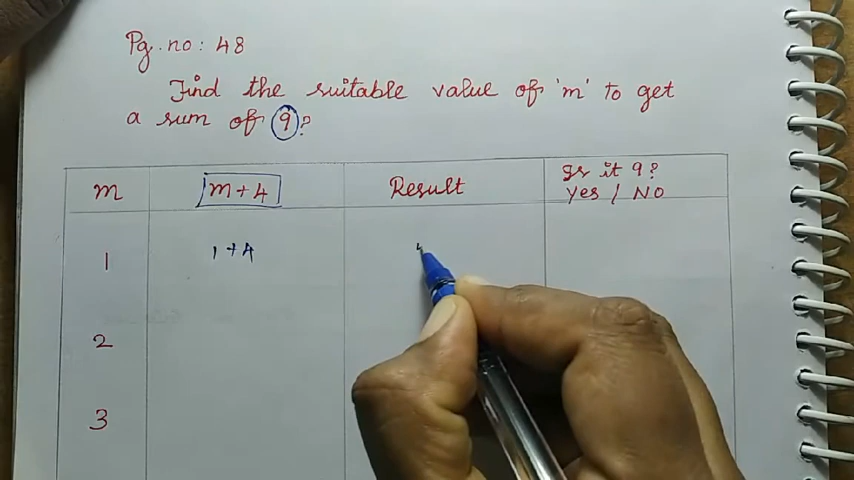 Pg.no: 48
Find the suitable value of 'm' to get
a sum of 9?
m m+4 Result Is it 9?
Yes / No
1 1+4
2
3